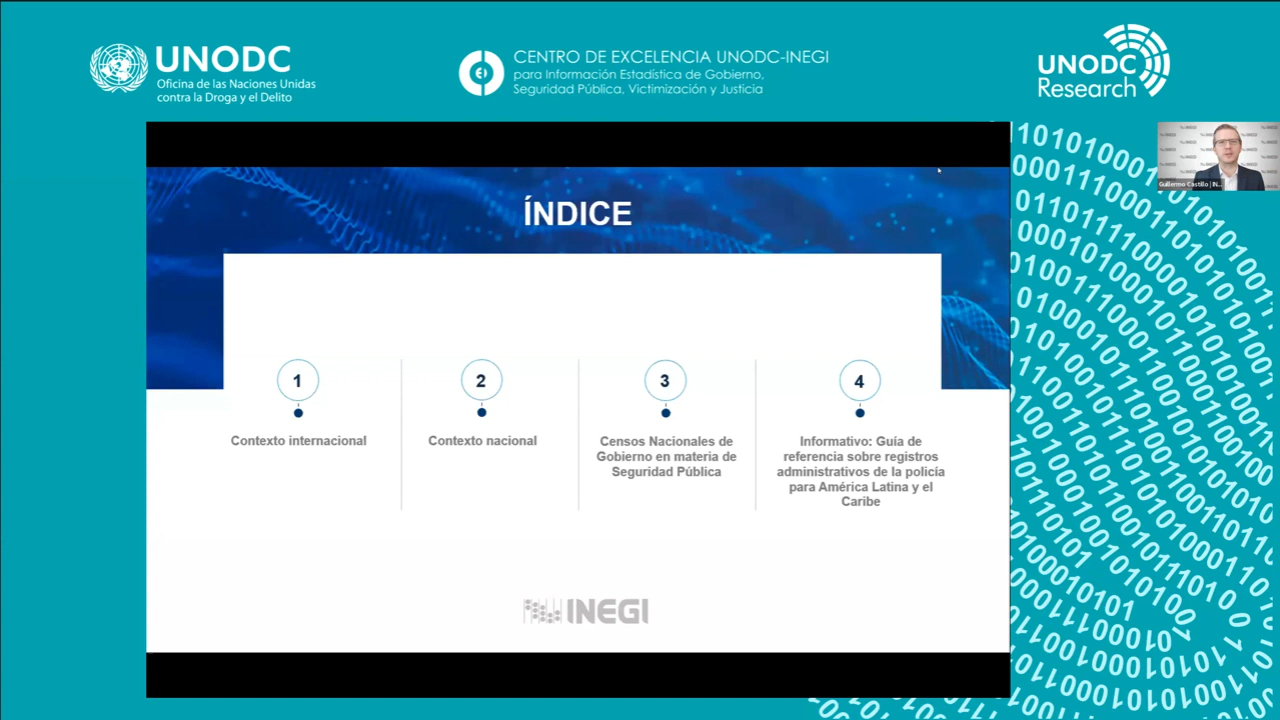 UNODC
Oficina de las Naciones Unidas
contra la Droga y el Delito
CENTRO DE EXCELENCIA UNODC-INEGI
para Información Estadística de Gobierno,
Seguridad Pública, Victimización y Justicia
UNODC
Research
Guillermo Castillo | IN...
ÍNDICE
1
Contexto internacional
2
Contexto nacional
3
Censos Nacionales de
Gobierno en materia de
Seguridad Pública
4
Informativo: Guía de
referencia sobre registros
administrativos de la policía
para América Latina y el
Caribe
INEGI